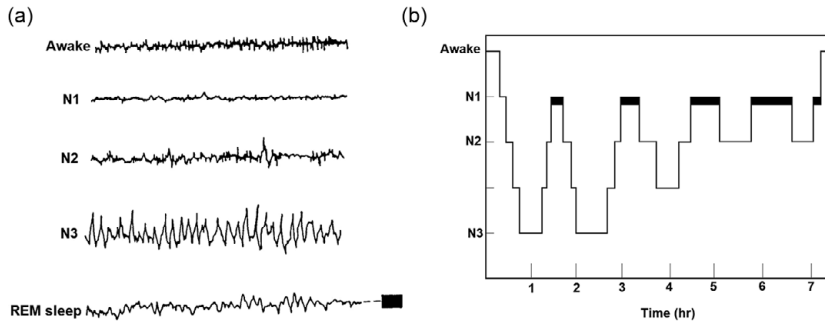 (a)
Awake
N1
N2
N3
REM sleep
(b)
Awake
N1
N2
N3
1 2 3 4 5 6 7
Time (hr)